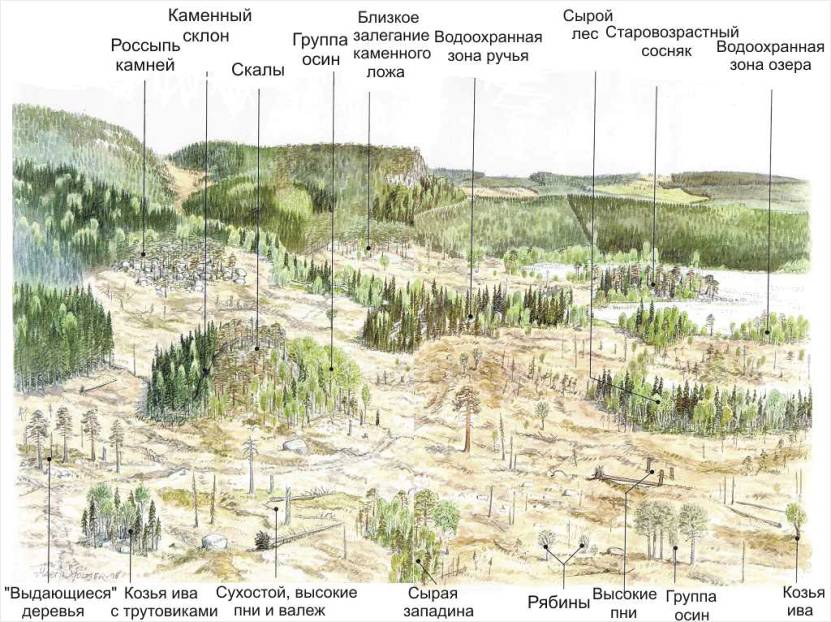 Россыпь
камней
Каменный
склон
Скалы
Группа
осин
Близкое
залегание
каменного
ложа
Водоохранная
зона ручья
Сырой
лес
Старовозрастный
сосняк
Водоохранная
зона озера
"Выдающиеся"
деревья
Козья ива
с трутовиками
Сухостой, высокие
пни и валеж
Сырая
западина
Рябины
Высокие
пни
Группа
осин
Козья
ива